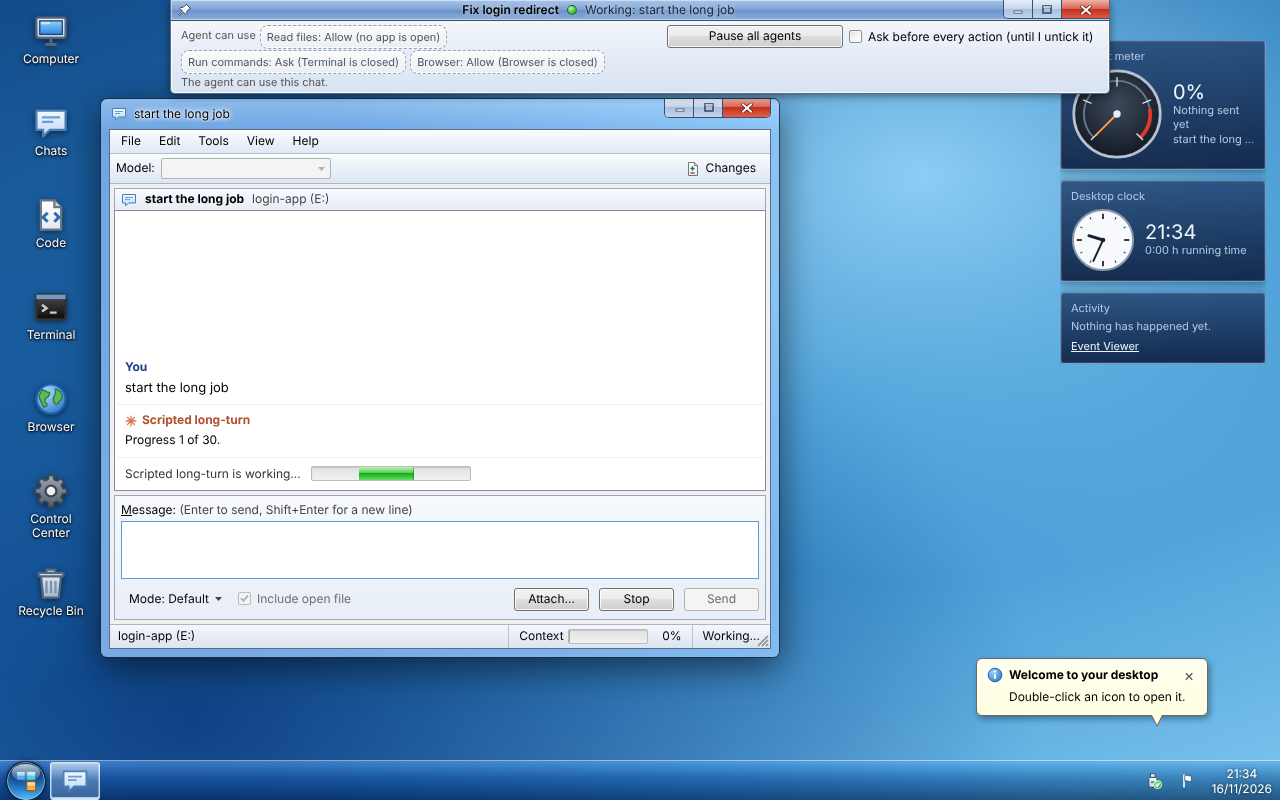 Fix login redirect Working: start the long job
Agent can use Read files: Allow (no app is open)
Pause all agents
Ask before every action (until I untick it)
Run commands: Ask (Terminal is closed) Browser: Allow (Browser is closed)
The agent can use this chat.
Computer
Chats
Code
Terminal
Browser
Control
Center
Recycle Bin
start the long job
File Edit Tools View Help
Model:
Changes
start the long job login-app (E:)
You
start the long job
Scripted long-turn
Progress 1 of 30.
Scripted long-turn is working...
Message: (Enter to send, Shift+Enter for a new line)
Mode: Default
Include open file
Attach...
Stop
Send
login-app (E:)
Context
0%
Working...
meter
0%
Nothing sent
yet
start the long ...
Desktop clock
21:34
0:00 h running time
Activity
Nothing has happened yet.
Event Viewer
Welcome to your desktop
Double-click an icon to open it.
21:34
16/11/2026